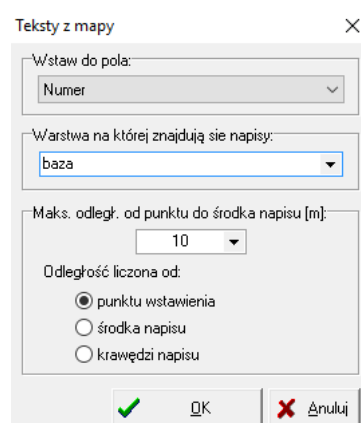 Teksty z mapy
Wstaw do pola:
Numer
Warstwa na której znajdują sie napisy:
baza
Maks. odległ. od punktu do środka napisu [m]:
10
Odległość liczona od:
punktu wstawienia
środka napisu
krawędzi napisu
OK
Anuluj